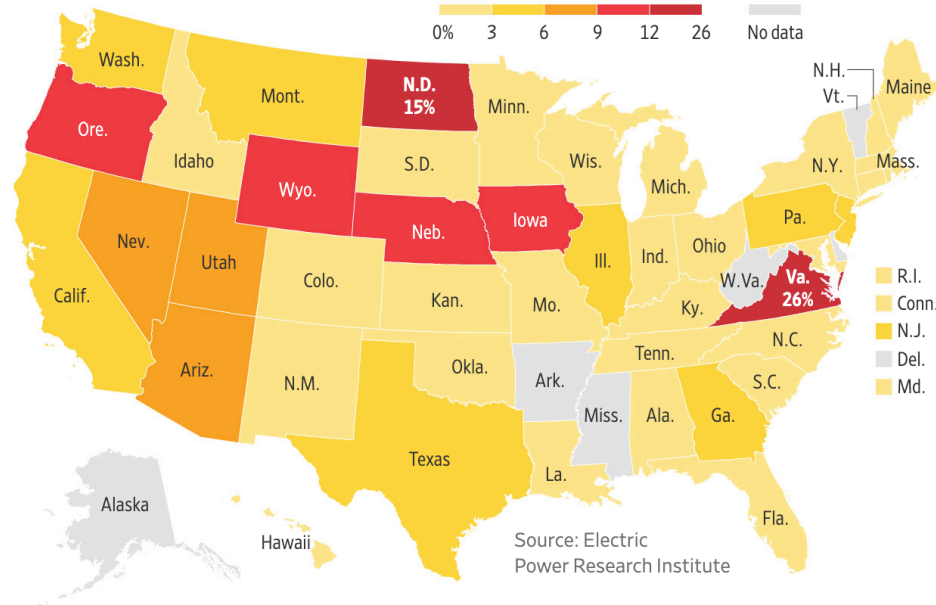 0% 3 6 9 12 26 No data
Wash.
N.D.
15%
Mont.
Minn.
N.H.
Vt.
Maine
Ore.
Idaho
S.D.
Wis.
Mich.
N.Y.
Mass.
Wyo.
Neb.
Iowa
Pa.
Nev.
Utah
Colo.
Kan.
Mo.
Ill.
Ind.
Ohio
W.Va.
Va.
26%
Ky.
R.I.
Conn.
N.J.
Del.
Md.
Calif.
Ariz.
N.M.
Okla.
Ark.
Tenn.
N.C.
S.C.
Texas
La.
Miss.
Ala.
Ga.
Fla.
Alaska
Hawaii
Source: Electric
Power Research Institute